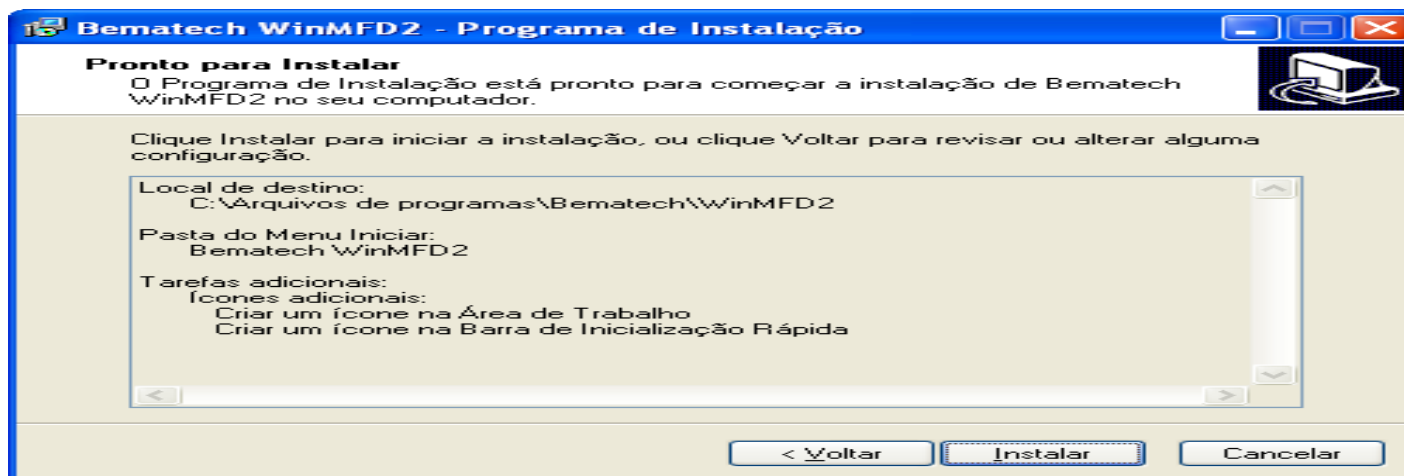 Bematech WinMFD2 - Programa de Instalação
Pronto para Instalar
O Programa de Instalação está pronto para começar a instalação de Bematech
WinMFD2 no seu computador.
Clique Instalar para iniciar a instalação, ou clique Voltar para revisar ou alterar alguma
configuração.
Local de destino:
C:\Arquivos de programas\Bematech\WinMFD2
Pasta do Menu Iniciar:
Bematech WinMFD2
Tarefas adicionais:
Ícones adicionais:
Criar um ícone na Área de Trabalho
Criar um ícone na Barra de Inicialização Rápida
< Voltar
Instalar
Cancelar